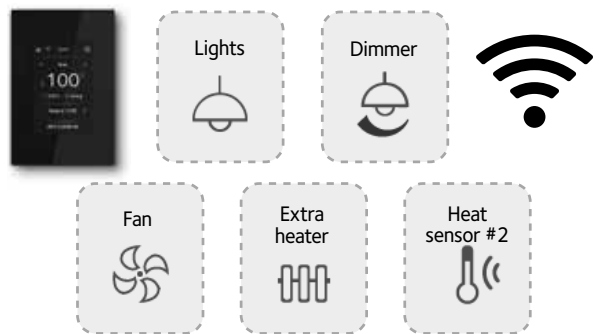 100
Lights
Dimmer
Fan
Extra
heater
Heat
sensor #2